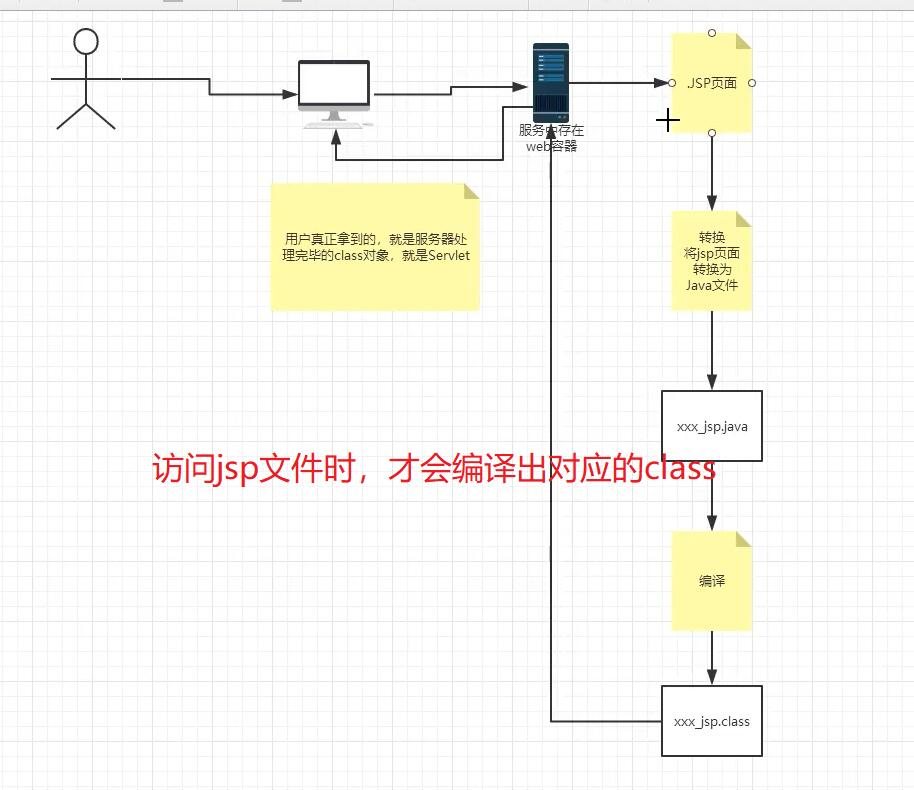 .JSP页面
服务中存在
web容器
用户真正拿到的，就是服务器处
理完毕的class对象，就是Servlet
转换
将jsp页面
转换为
Java文件
xxx_jsp.java
访问jsp文件时，才会编译出对应的class
编译
xxx_jsp.class